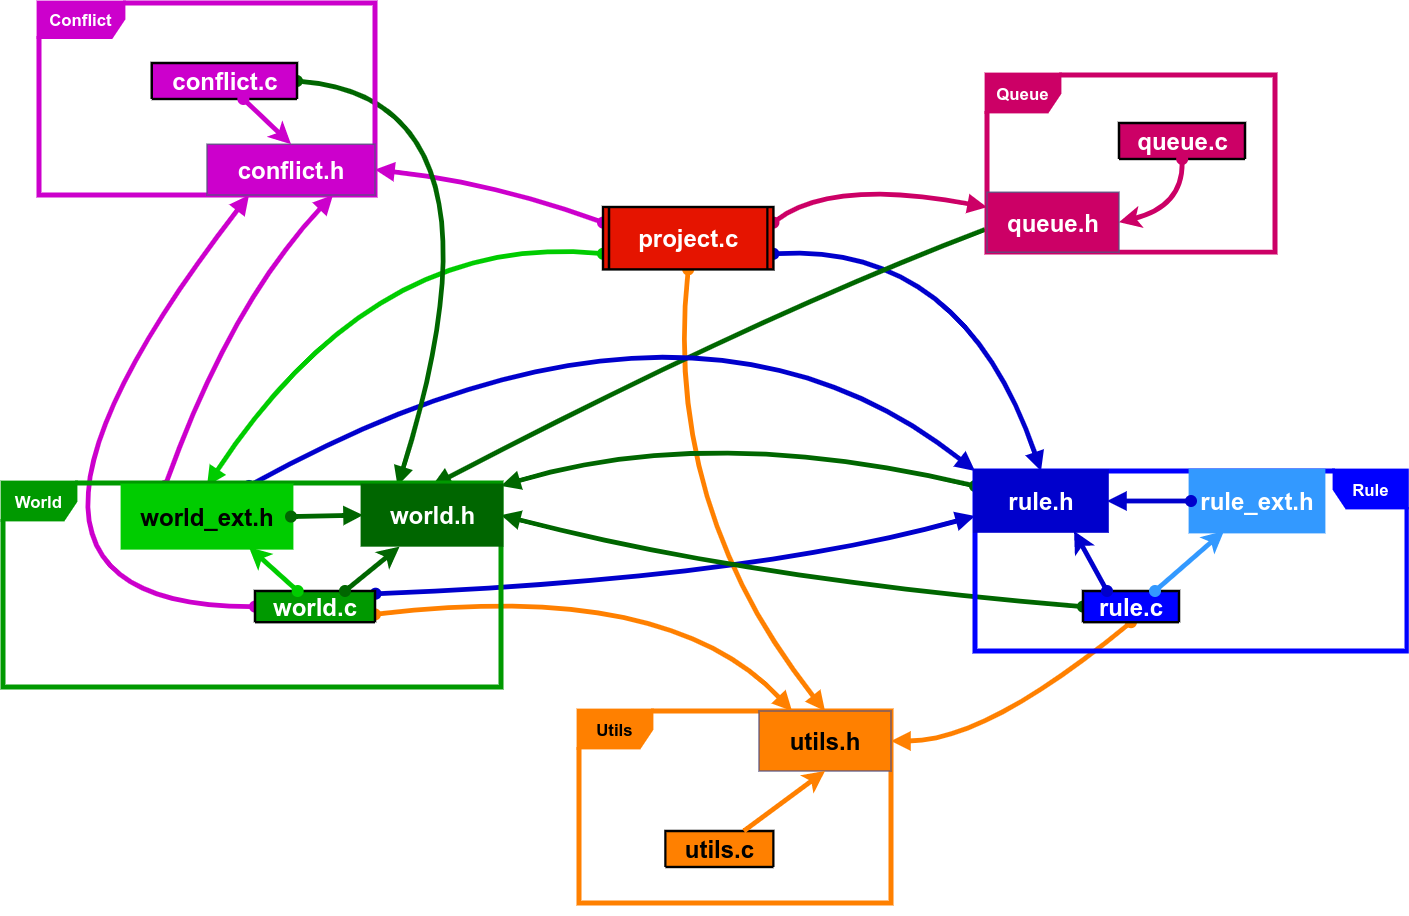 Conflict
conflict.c
conflict.h
Queue
queue.c
queue.h
project.c
World
world_ext.h
world.h
world.c
Rule
rule.h
rule_ext.h
rule.c
Utils
utils.h
utils.c